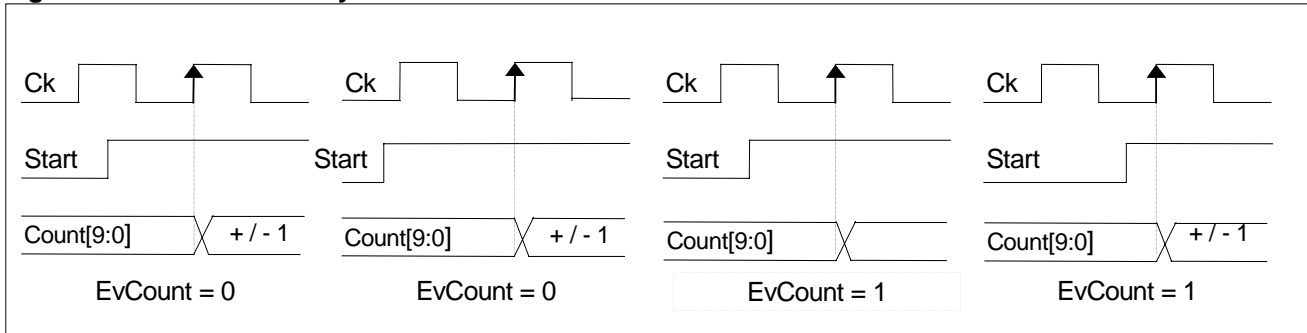 Ck
Ck
Ck
Ck
Start
Start
Start
Start
Count[9:0] + / - 1
Count[9:0] + / - 1
Count[9:0]
Count[9:0] + / - 1
EvCount = 0
EvCount = 0
EvCount = 1
EvCount = 1